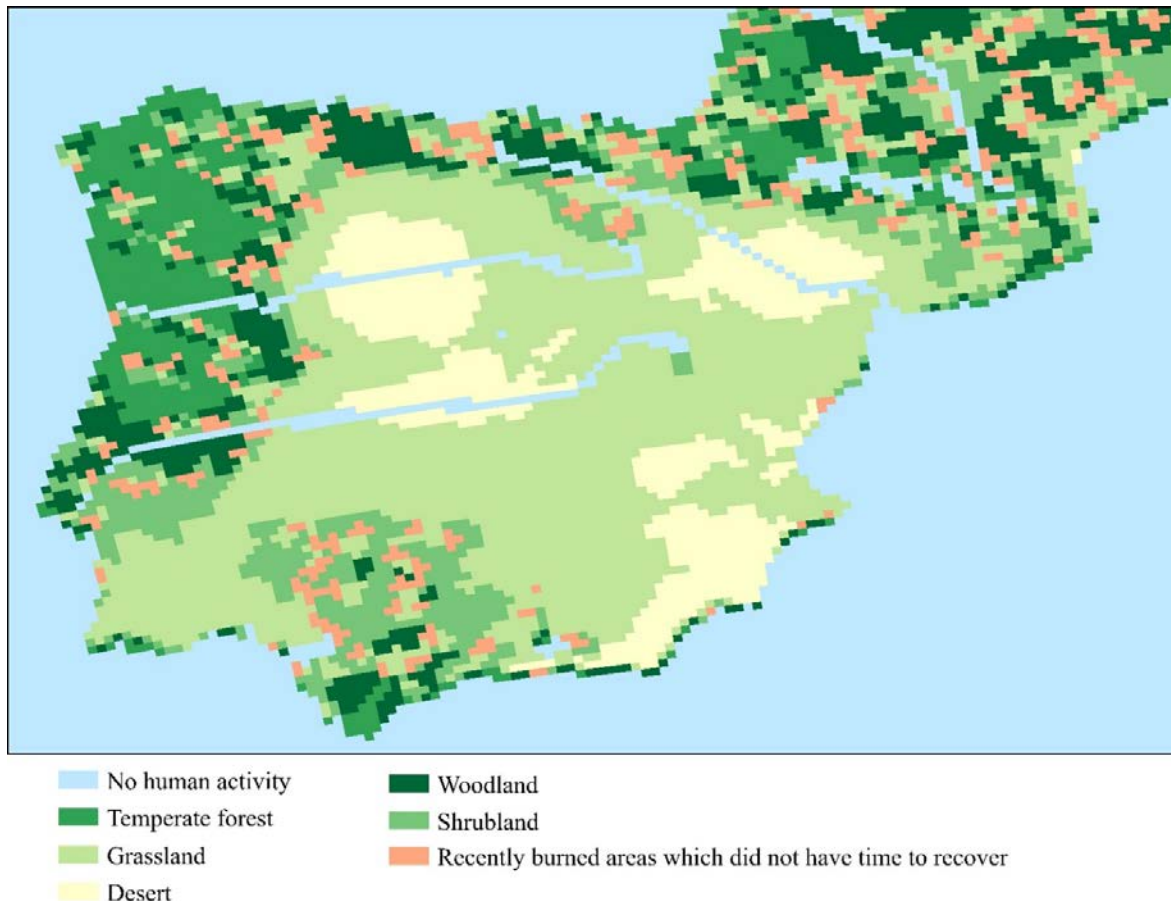 No human activity
Temperate forest
Grassland
Desert
Woodland
Shrubland
Recently burned areas which did not have time to recover